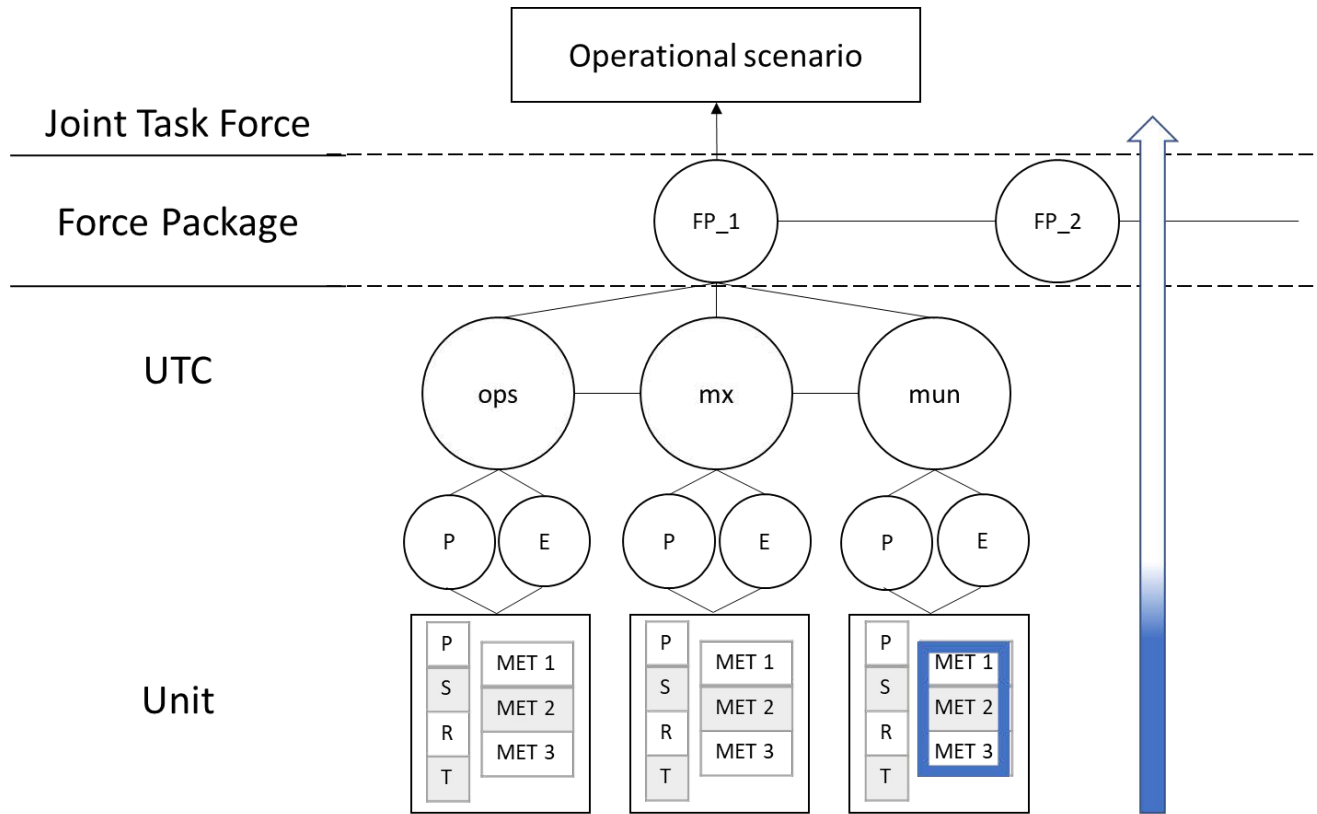 Operational scenario
Joint Task Force
Force Package
FP_1
FP_2
UTC
ops
mx
mun
P
E
P
E
P
E
Unit
P
S
R
T
MET 1
MET 2
MET 3
P
S
R
T
MET 1
MET 2
MET 3
P
S
R
T
MET 1
MET 2
MET 3